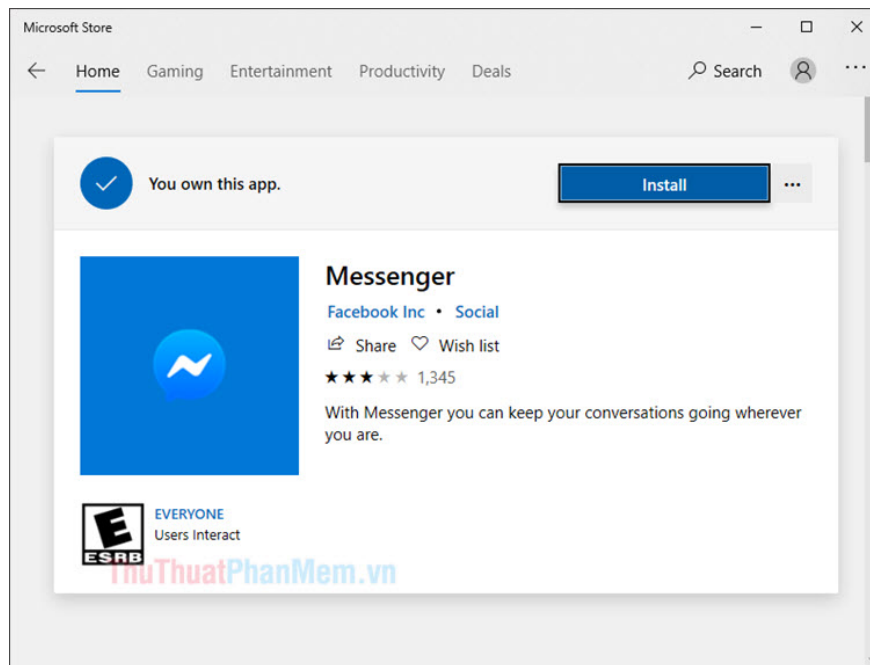 Microsoft Store
Home Gaming Entertainment Productivity Deals Search
You own this app. Install
Messenger
Facebook Inc • Social
Share Wish list
1,345
With Messenger you can keep your conversations going wherever
you are.
E
EVERYONE
Users Interact
ESRB
ThuThuatPhanMem.vn